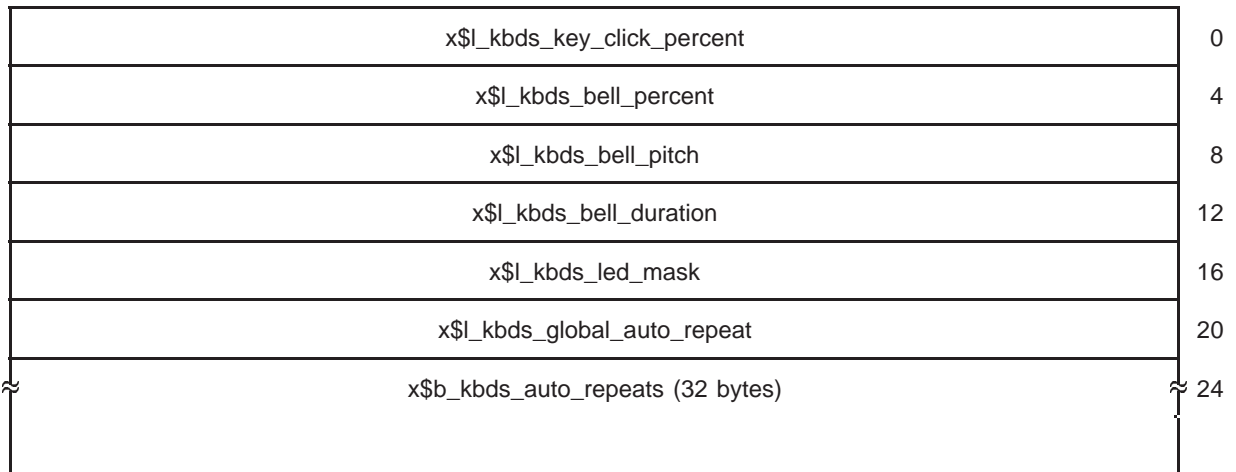 x$l_kbds_key_click_percent 0
x$l_kbds_bell_percent 4
x$l_kbds_bell_pitch 8
x$l_kbds_bell_duration 12
x$l_kbds_led_mask 16
x$l_kbds_global_auto_repeat 20
x$b_kbds_auto_repeats (32 bytes) 24